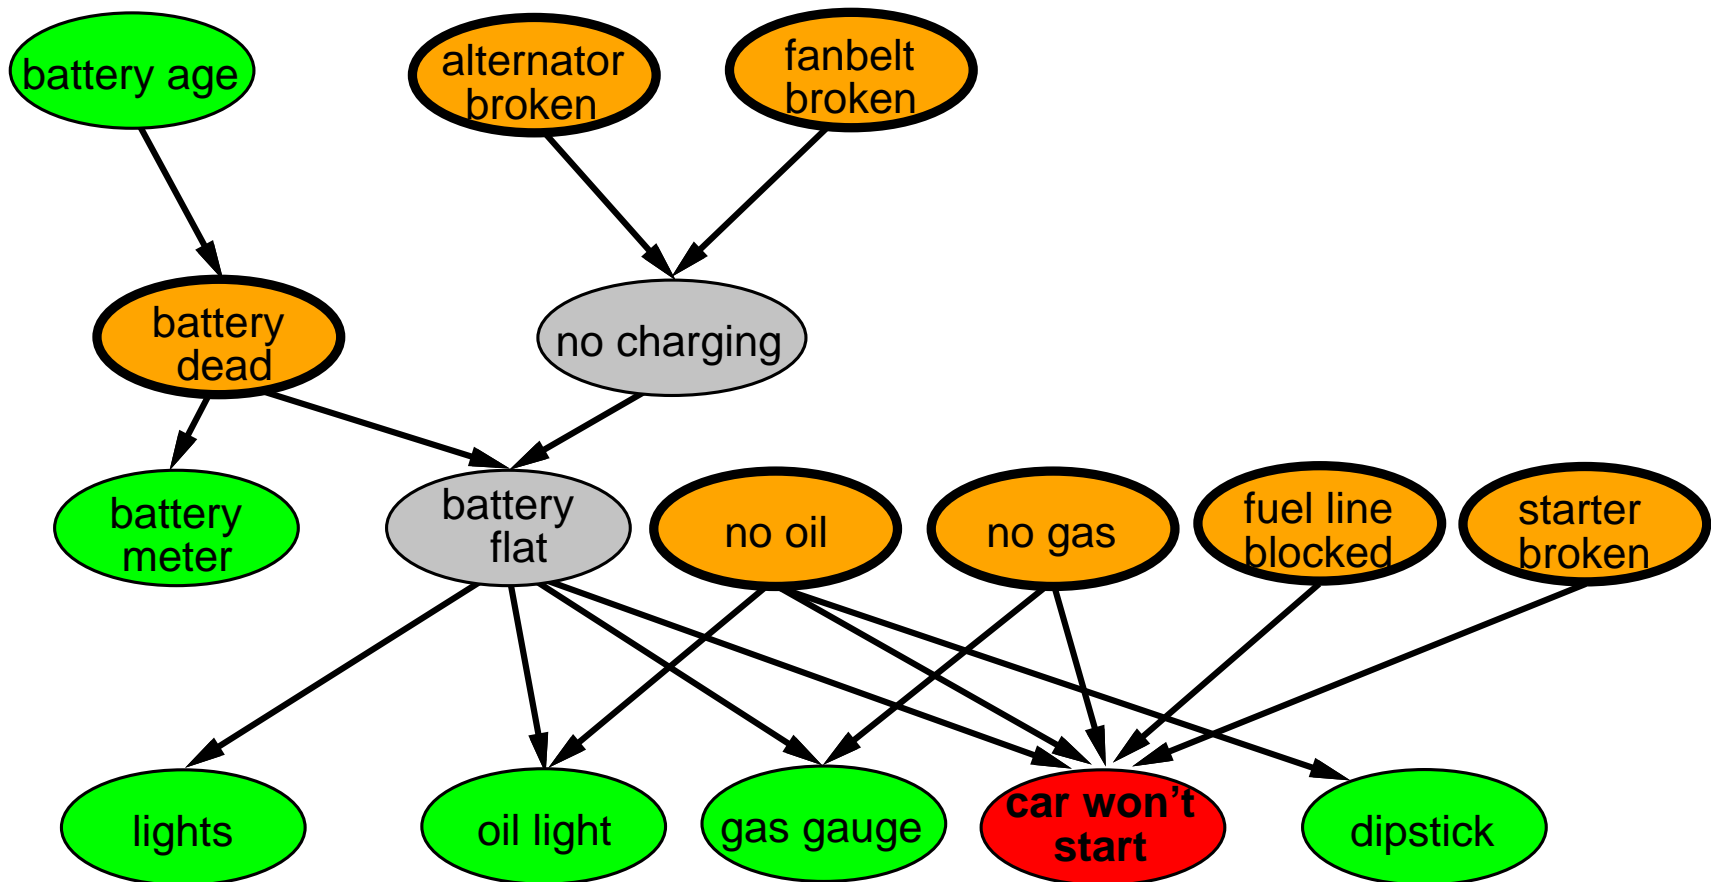 battery age
alternator
broken
fanbelt
broken
battery
dead
no charging
battery
meter
battery
flat
no oil
no gas
fuel line
blocked
starter
broken
lights
oil light
gas gauge
car won't
start
dipstick